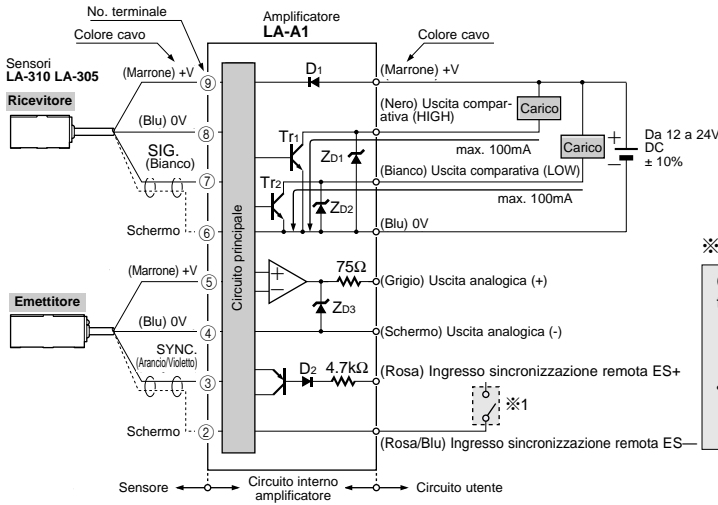 No. terminale
Colore cavo
Amplificatore
LA-A1
Colore cavo
Sensori
LA-310 LA-305
Ricevitore
(Marrone) +V
9
D1
(Marrone) +V
(Nero) Uscita compar-
ativa (HIGH)
Carico
(Blu) 0V
8
Tr1
ZD1
max. 100mA
Carico
+
−
Da 12 a 24V
DC
± 10%
SIG.
(Bianco)
7
(Bianco) Uscita comparativa (LOW)
Tr2
ZD2
max. 100mA
Schermo
6
(Blu) 0V
Circuito principale
Emettitore
(Marrone) +V
5
+
−
75Ω
(Grigio) Uscita analogica (+)
ZD3
(Blu) 0V
4
(Schermo) Uscita analogica (-)
SYNC.
(Arancio/Violetto)
3
D2
4.7kΩ
(Rosa) Ingresso sincronizzazione remota ES+
※1
Schermo
2
(Rosa/Blu) Ingresso sincronizzazione remota ES—
※
Sensore
Circuito interno
amplificatore
Circuito utente